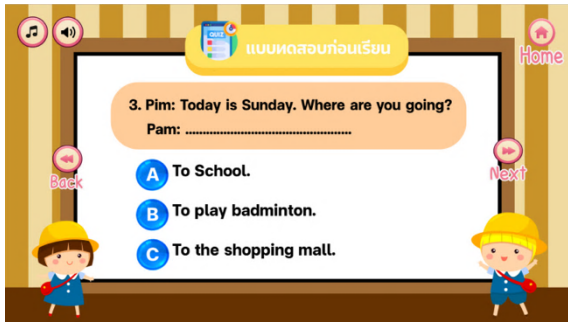 QUIZ
แบบทดสอบก่อนเรียน
Home
3. Pim: Today is Sunday. Where are you going?
Pam: ................................................
A To School.
Back
Next
B To play badminton.
C To the shopping mall.